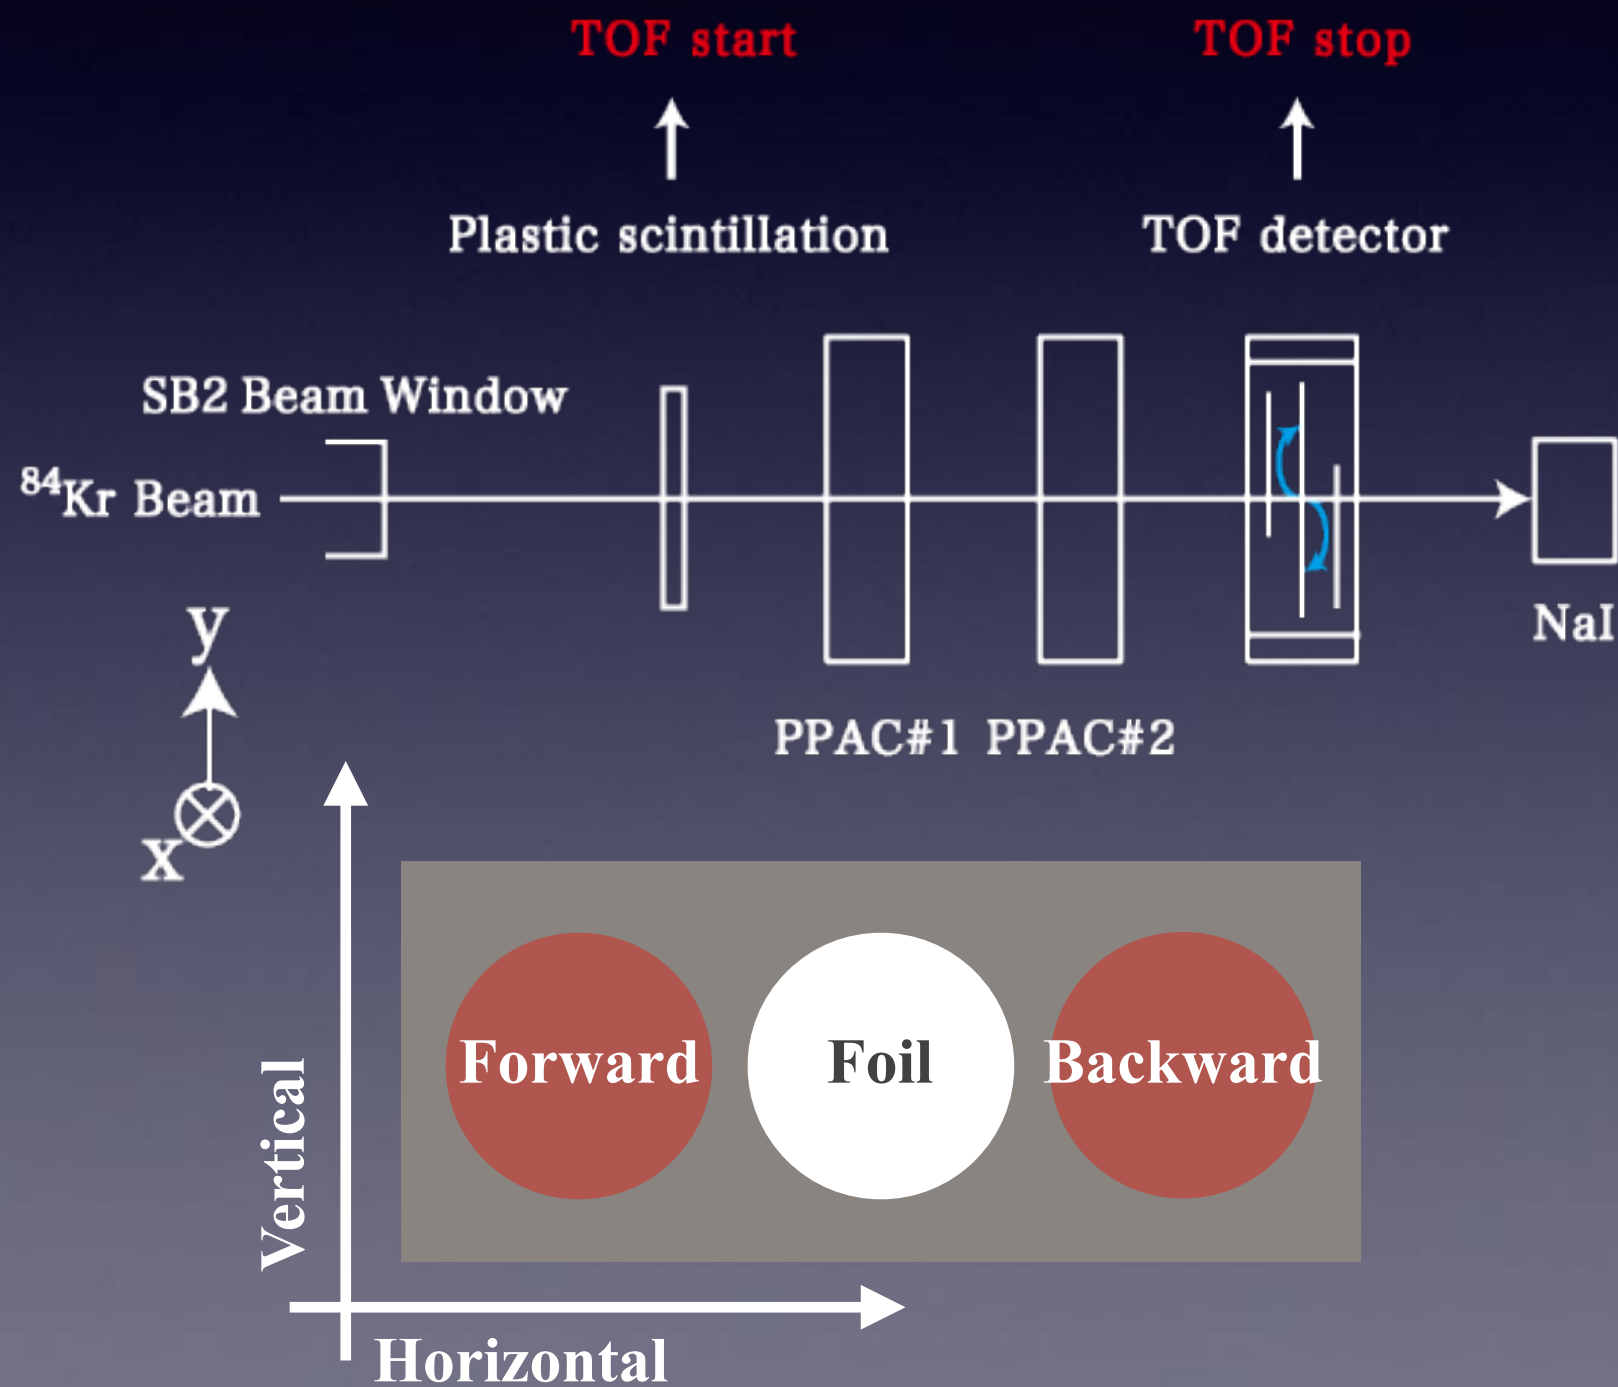 TOF start
TOF stop
Plastic scintillation
TOF detector
SB2 Beam Window
⁸⁴Kr Beam
NaI
y
x
PPAC#1 PPAC#2
Forward
Foil
Backward
Vertical
Horizontal